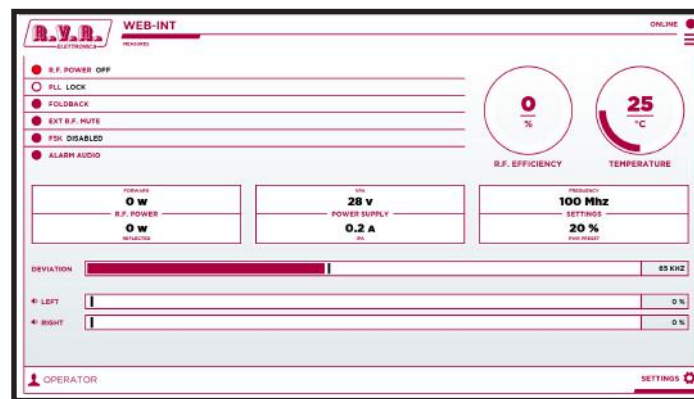 R.V.R.
ELETTRONICA
WEB-INT
MEASURES
ONLINE
R.F. POWER OFF
PLL LOCK
FOLDBACK
EXT R.F. MUTE
FSK DISABLED
ALARM AUDIO
0
%
R.F. EFFICIENCY
25
°C
TEMPERATURE
FORWARD
0 W
R.F. POWER
0 W
REFLECTED
VPA
28 V
POWER SUPPLY
0.2 A
IPA
FREQUENCY
100 Mhz
SETTINGS
20 %
PWR PRESET
DEVIATION
65 KHZ
LEFT
0 %
RIGHT
0 %
OPERATOR
SETTINGS